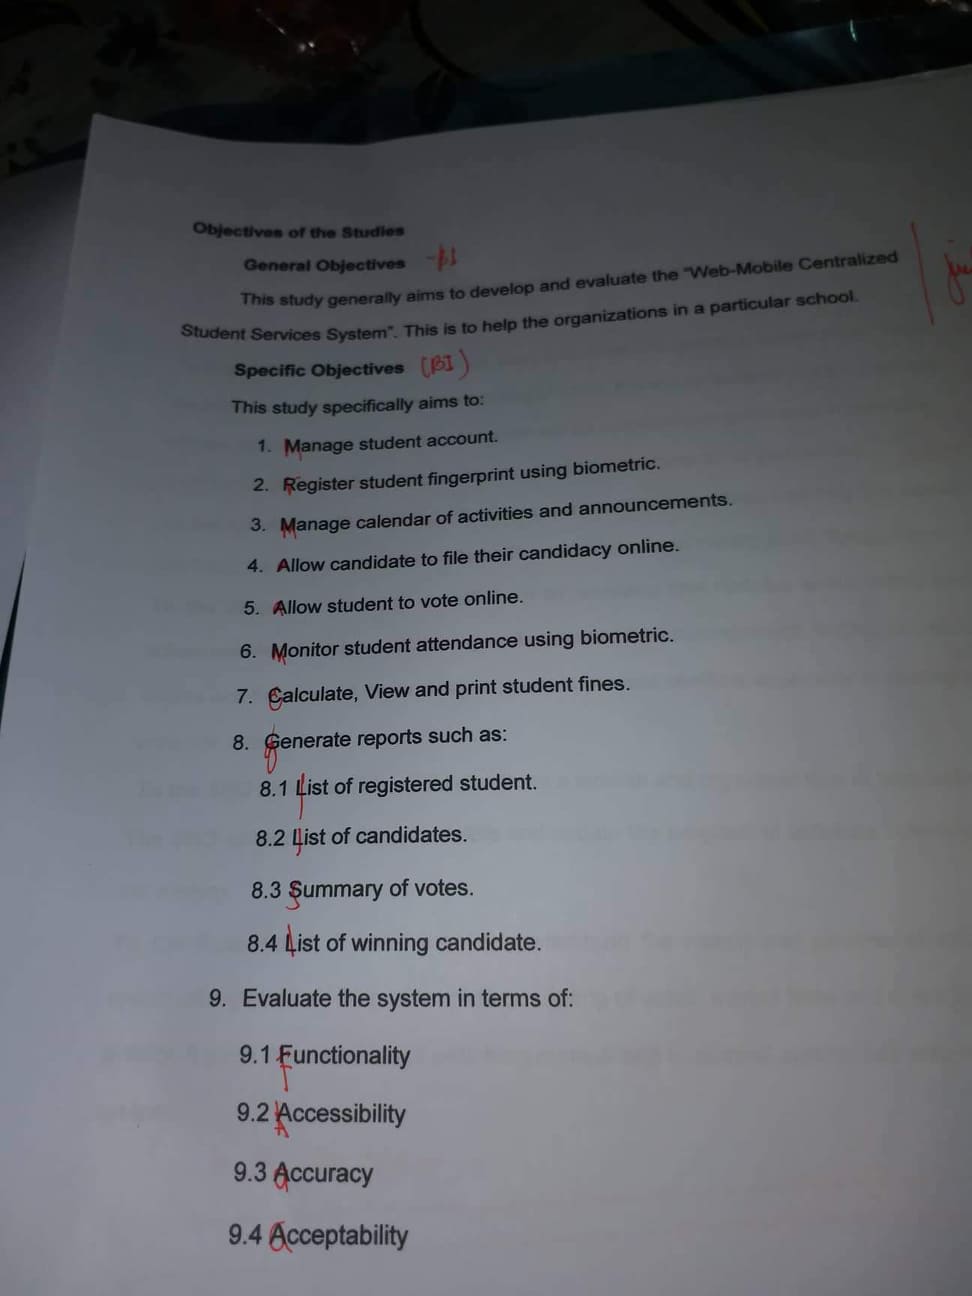 Objectives of the Studies
General Objectives -BI
This study generally aims to develop and evaluate the "Web-Mobile Centralized
Student Services System". This is to help the organizations in a particular school.
Specific Objectives (BI)
This study specifically aims to:
1. Manage student account.
2. Register student fingerprint using biometric.
3. Manage calendar of activities and announcements.
4. Allow candidate to file their candidacy online.
5. Allow student to vote online.
6. Monitor student attendance using biometric.
7. Calculate, View and print student fines.
8. Generate reports such as:
8.1 List of registered student.
8.2 List of candidates.
8.3 Summary of votes.
8.4 List of winning candidate.
9. Evaluate the system in terms of:
9.1 Functionality
9.2 Accessibility
9.3 Accuracy
9.4 Acceptability